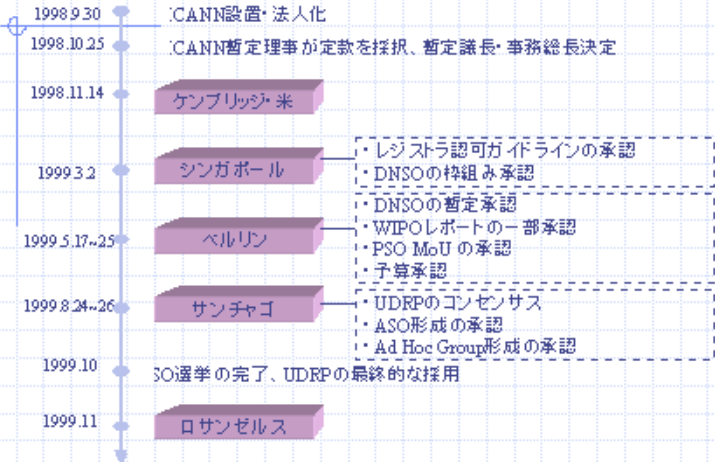 1998.9.30 ICANN設置・法人化
1998.10.25 ICANN暫定理事が定款を採択、暫定議長・事務総長決定
1998.11.14 ケンブリッジ・米
1999.3.2 シンガポール
・レジストラ認可ガイドラインの承認
・DNSOの枠組み承認
1999.5.17~25 ベルリン
・DNSOの暫定承認
・WIPOレポートの一部承認
・PSO MoUの承認
・予算承認
1999.8.24~26 サンチャゴ
・UDRPのコンセンサス
・ASO形成の承認
・Ad Hoc Group形成の承認
1999.10 SO選挙の完了、UDRPの最終的な採用
1999.11 ロサンゼルス